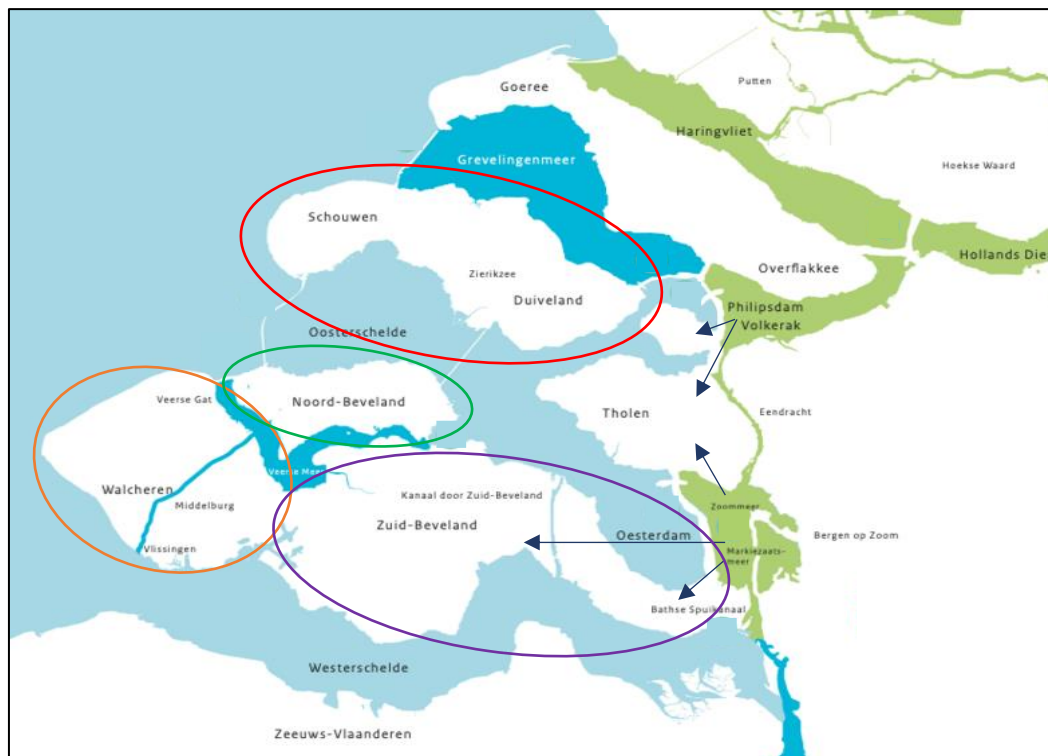 Goeree
Putten
Haringvliet
Grevelingenmeer
Hoekse Waard
Schouwen
Zierikzee
Duiveland
Overflakkee
Hollands Die
Philipsdam
Volkerak
Oosterschelde
Noord-Beveland
Veerse Gat
Tholen
Eendracht
Veerse Meer
Walcheren
Middelburg
Kanaal door Zuid-Beveland
Zuid-Beveland
Zoommeer
Vlissingen
Oesterdam
Bergen op Zoom
Markiezaats-
meer
Bathse Spuikanaal
Westerschelde
Zeeuws-Vlaanderen